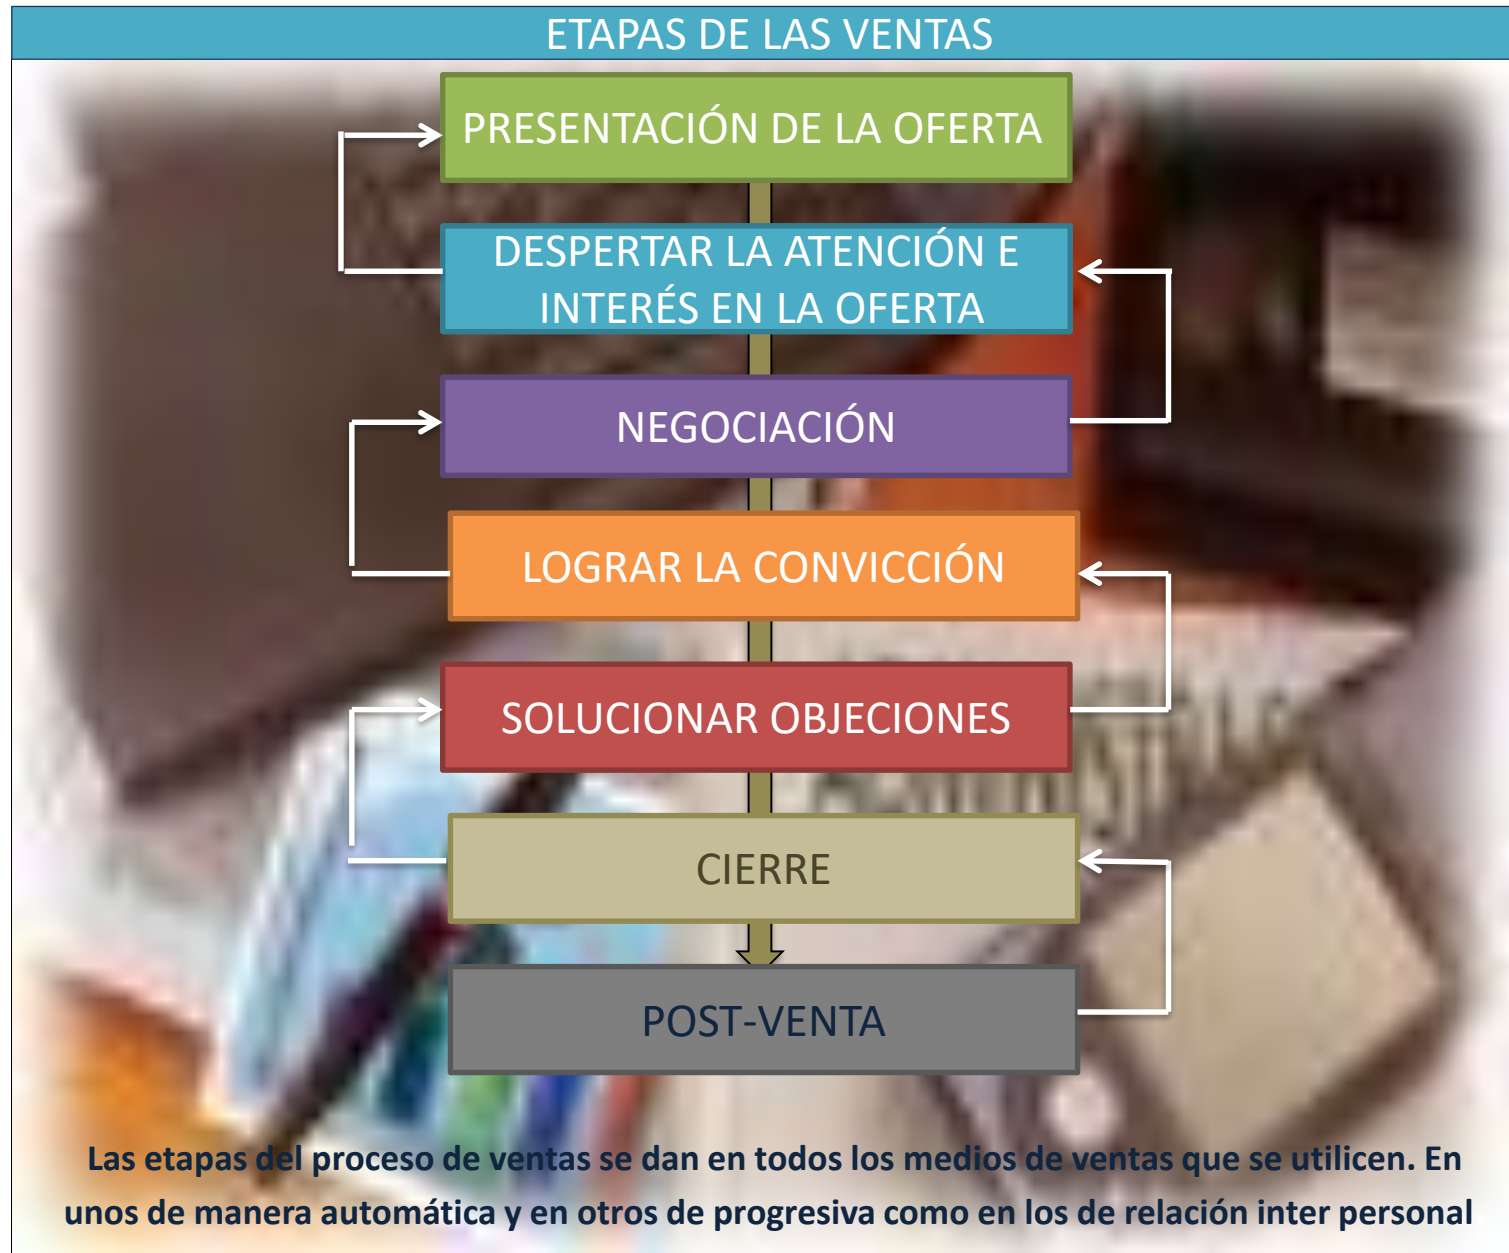 ETAPAS DE LAS VENTAS
PRESENTACIÓN DE LA OFERTA
DESPERTAR LA ATENCIÓN E
INTERÉS EN LA OFERTA
NEGOCIACIÓN
LOGRAR LA CONVICCIÓN
SOLUCIONAR OBJECIONES
CIERRE
POST-VENTA
Las etapas del proceso de ventas se dan en todos los medios de ventas que se utilicen. En
unos de manera automática y en otros de progresiva como en los de relación inter personal